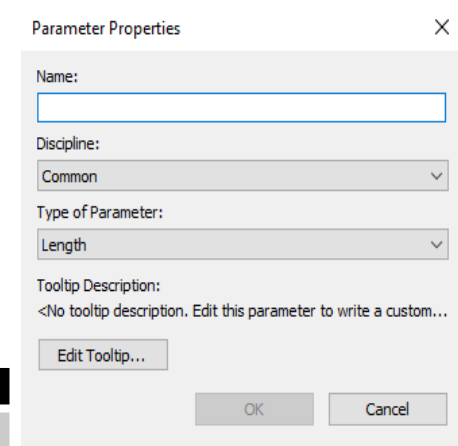 Parameter Properties
Name:
Discipline:
Common
Type of Parameter:
Length
Tooltip Description:
<No tooltip description. Edit this parameter to write a custom...
Edit Tooltip...
OK
Cancel